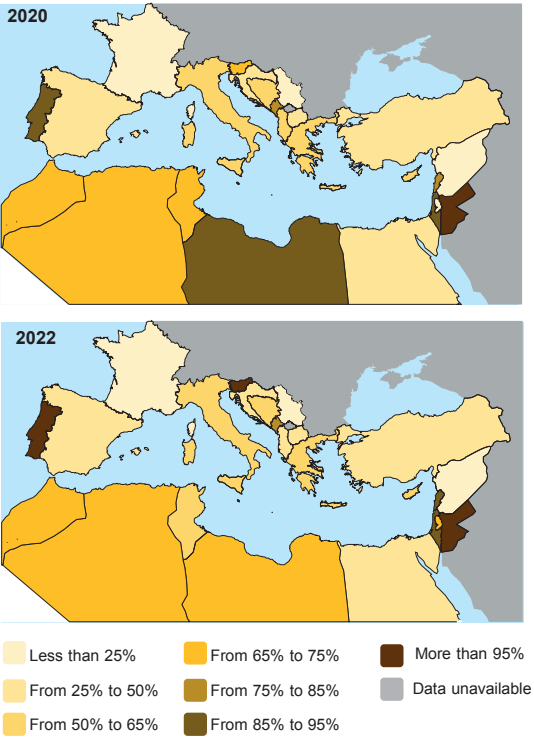 2020
2022
Less than 25%
From 25% to 50%
From 50% to 65%
From 65% to 75%
From 75% to 85%
From 85% to 95%
More than 95%
Data unavailable